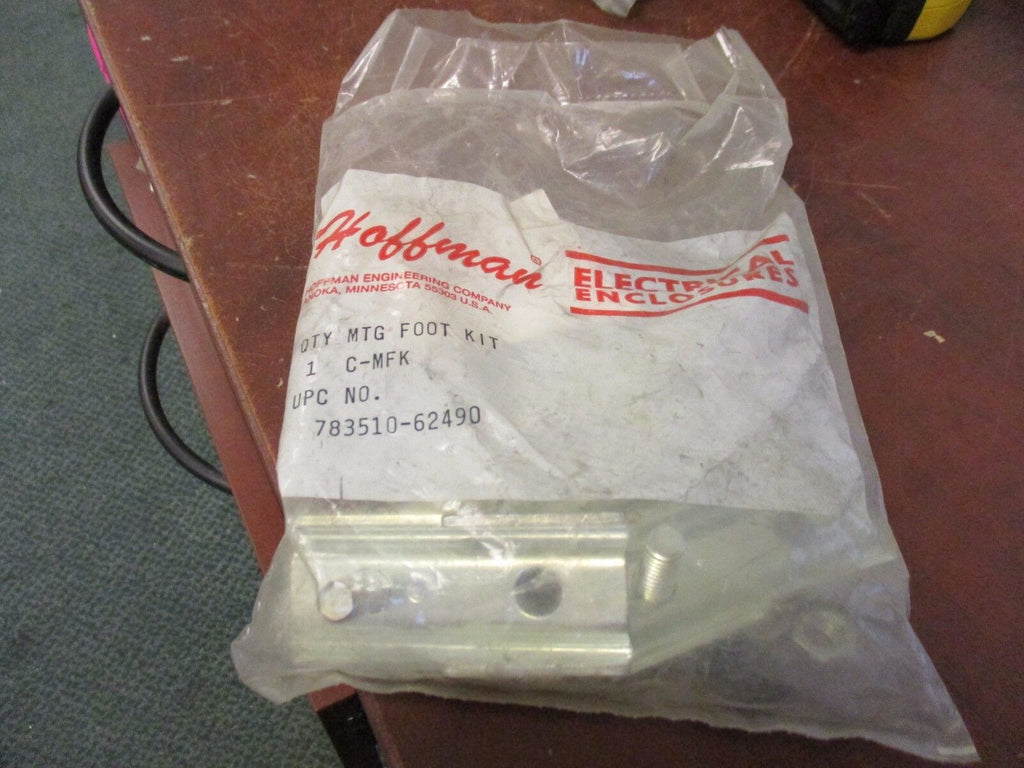 Hoffman®
HOFFMAN ENGINEERING COMPANY
ANOKA, MINNESOTA 55303 U.S.A.
ELECTRICAL
ENCLOSURES
QTY MTG FOOT KIT
1 C-MFK
UPC NO.
783510-62490